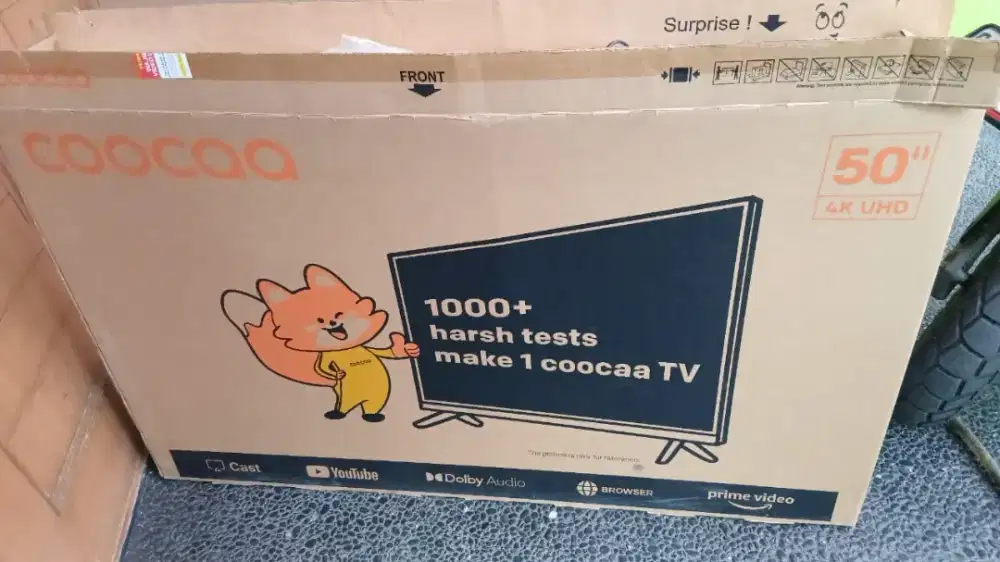 Surprise !
FRONT
coocaa
50"
4K UHD
1000+
harsh tests
make 1 coocaa TV
coocaa
Cast
YouTube
Dolby Audio
BROWSER
prime video